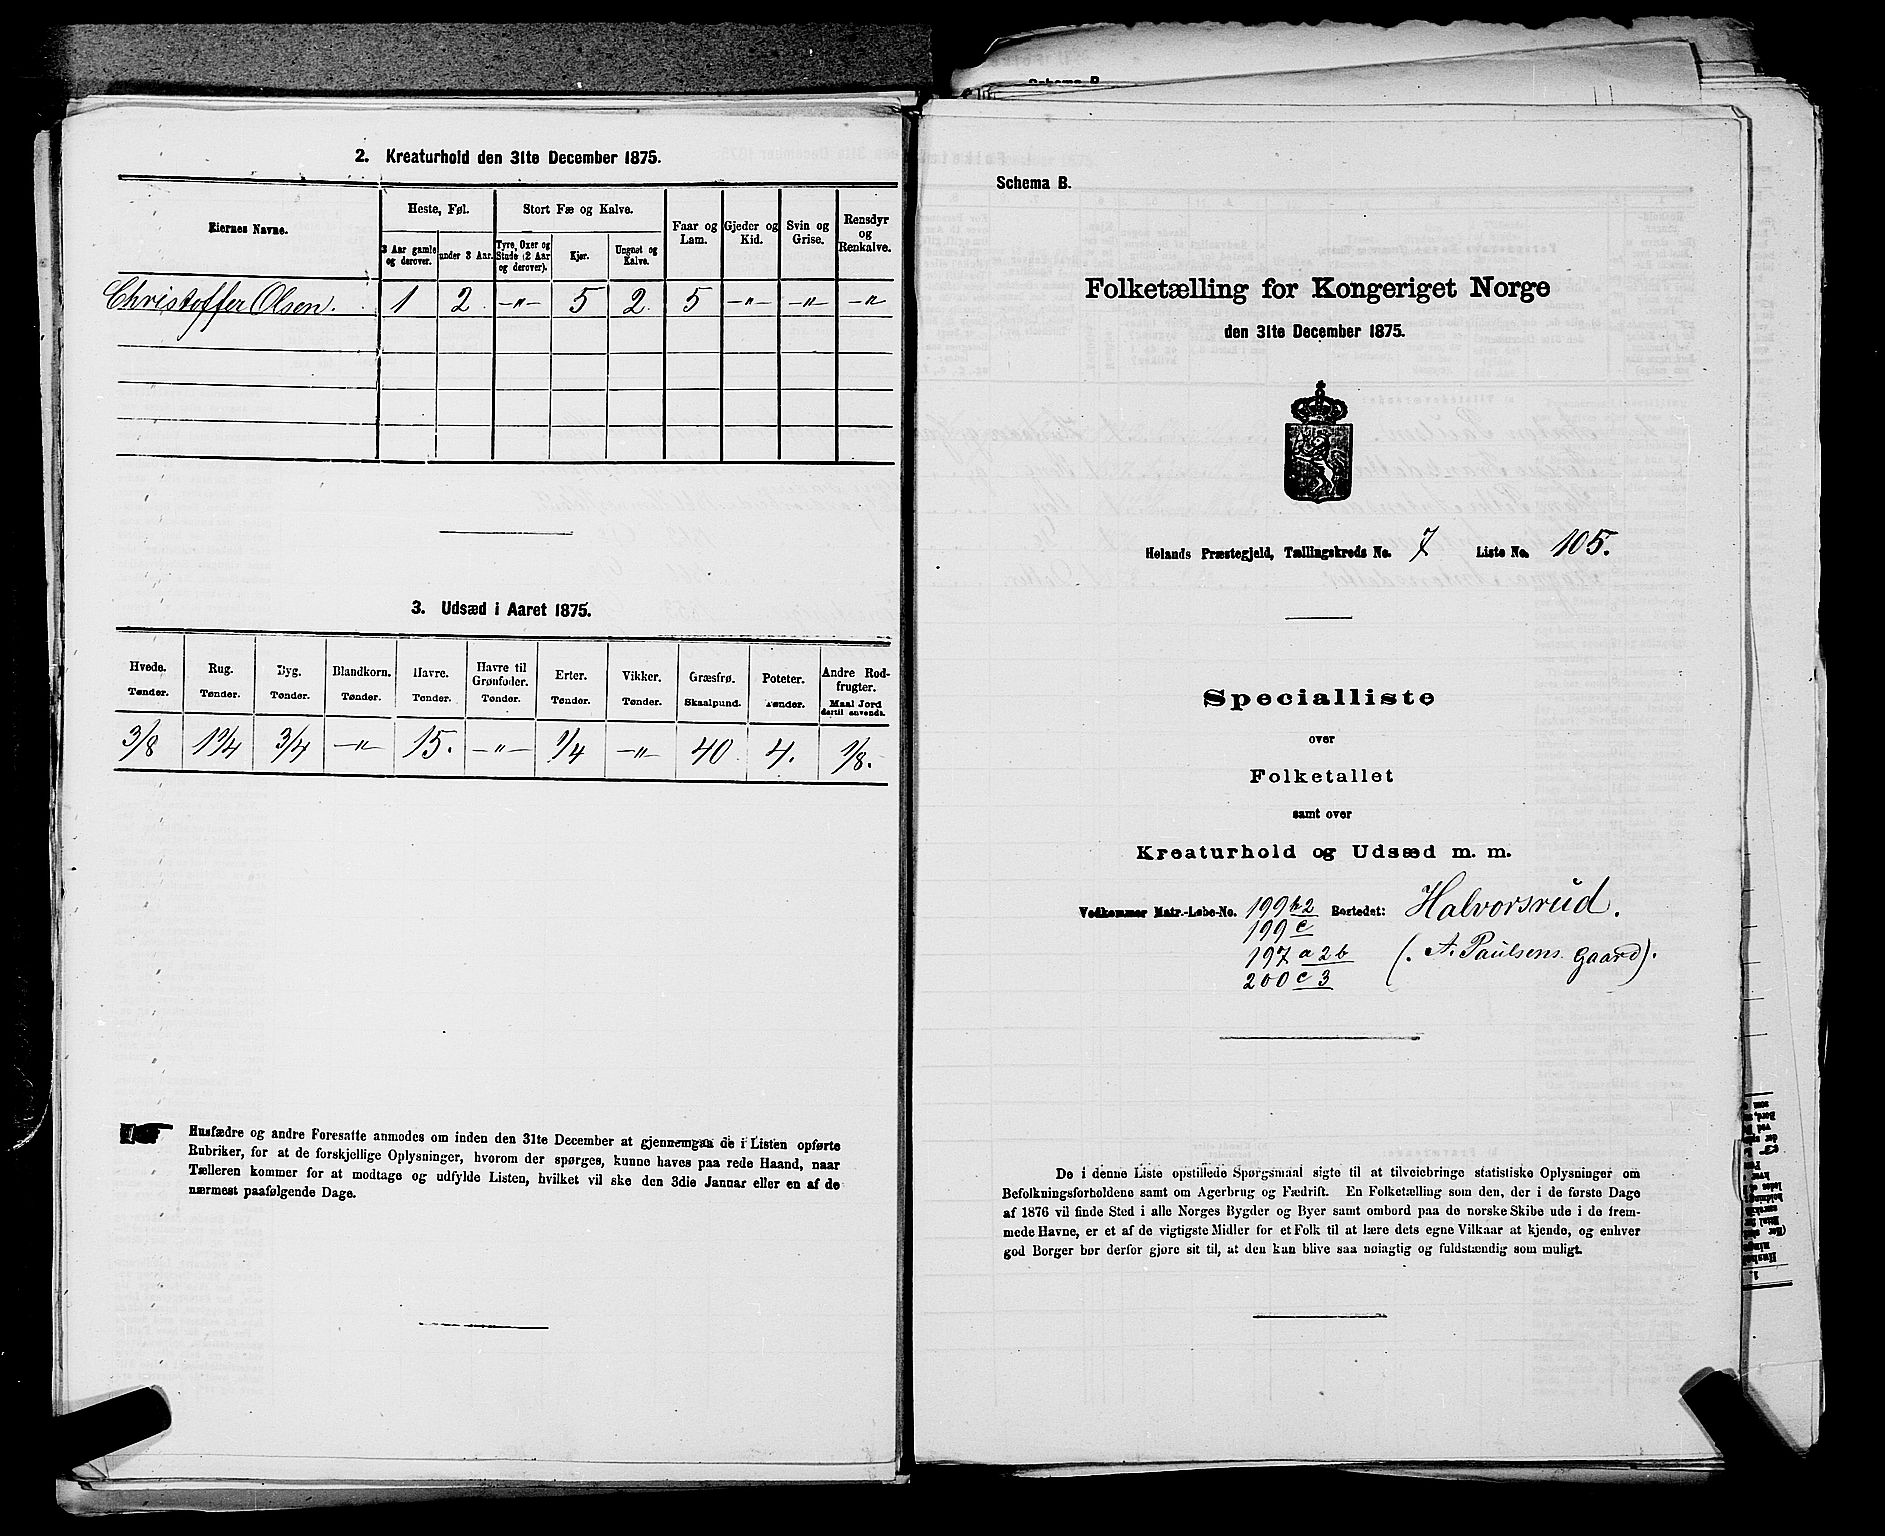 2. Kreaturhold den 31te December 1875.
Eiernes Navne.
Heste, Føl.
Stort Fæ og Kalve.
Faar og Lam.
Gjeder og Kid.
Svin og Grise.
Rensdyr og Renkalve.
3 Aar gamle og derover.
under 3 Aar.
Tyre, Oxer og Stude (2 Aar og derover).
Kjør.
Ungnøt og Kalve.
Christoffer Olsen. 1 2 -"- 5 2. 5 -"- -"- -"
3. Udsæd i Aaret 1875.
Hvede. Rug. Byg. Blandkorn. Havre. Havre til Grønfoder. Erter. Vikker. Græsfrø. Poteter. Andre Rodfrugter.
Tønder. Tønder. Tønder. Tønder. Tønder. Tønder. Tønder. Tønder. Skaalpund. Tønder. Maal Jord dertil anvendt.
3/8 1 1/4 3/4 -"- 15. -"- 1/4 -"- 40 4. 1/8.
Husfædre og andre Foresatte anmodes om inden den 31te December at gjennemgaa de i Listen opførte
Rubriker, for at de forskjellige Oplysninger, hvorom der spørges, kunne haves paa rede Haand, naar
Tælleren kommer for at modtage og udfylde Listen, hvilket vil ske den 3die Januar eller en af de
nærmest paafølgende Dage.
Schema B.
Schema B.
Folketælling for Kongeriget Norge
den 31te December 1875.
Hølands Præstegjeld, Tællingskreds No. 7 Liste No. 105.
Specialliste
over
Folketallet
samt over
Kreaturhold og Udsæd m. m.
Vedkommer Matr.-Løbe-No. 199 b2 Bostedet: Halvorsrud.
199 c
197 a 2 b (. A. Paulsens Gaard).
200 c 3
De i denne Liste opstillede Spørgsmaal sigte til at tilveiebringe statistiske Oplysninger om
Befolkningsforholdene samt om Agerbrug og Fædrift. En Folketælling som den, der i de første Dage
af 1876 vil finde Sted i alle Norges Bygder og Byer samt ombord paa de norske Skibe ude i de frem-
mede Havne, er et af de vigtigste Midler for et Folk til at lære dets egne Vilkaar at kjende, og enhver
god Borger bør derfor gjøre sit til, at den kan blive saa nøiagtig og fuldstændig som muligt.